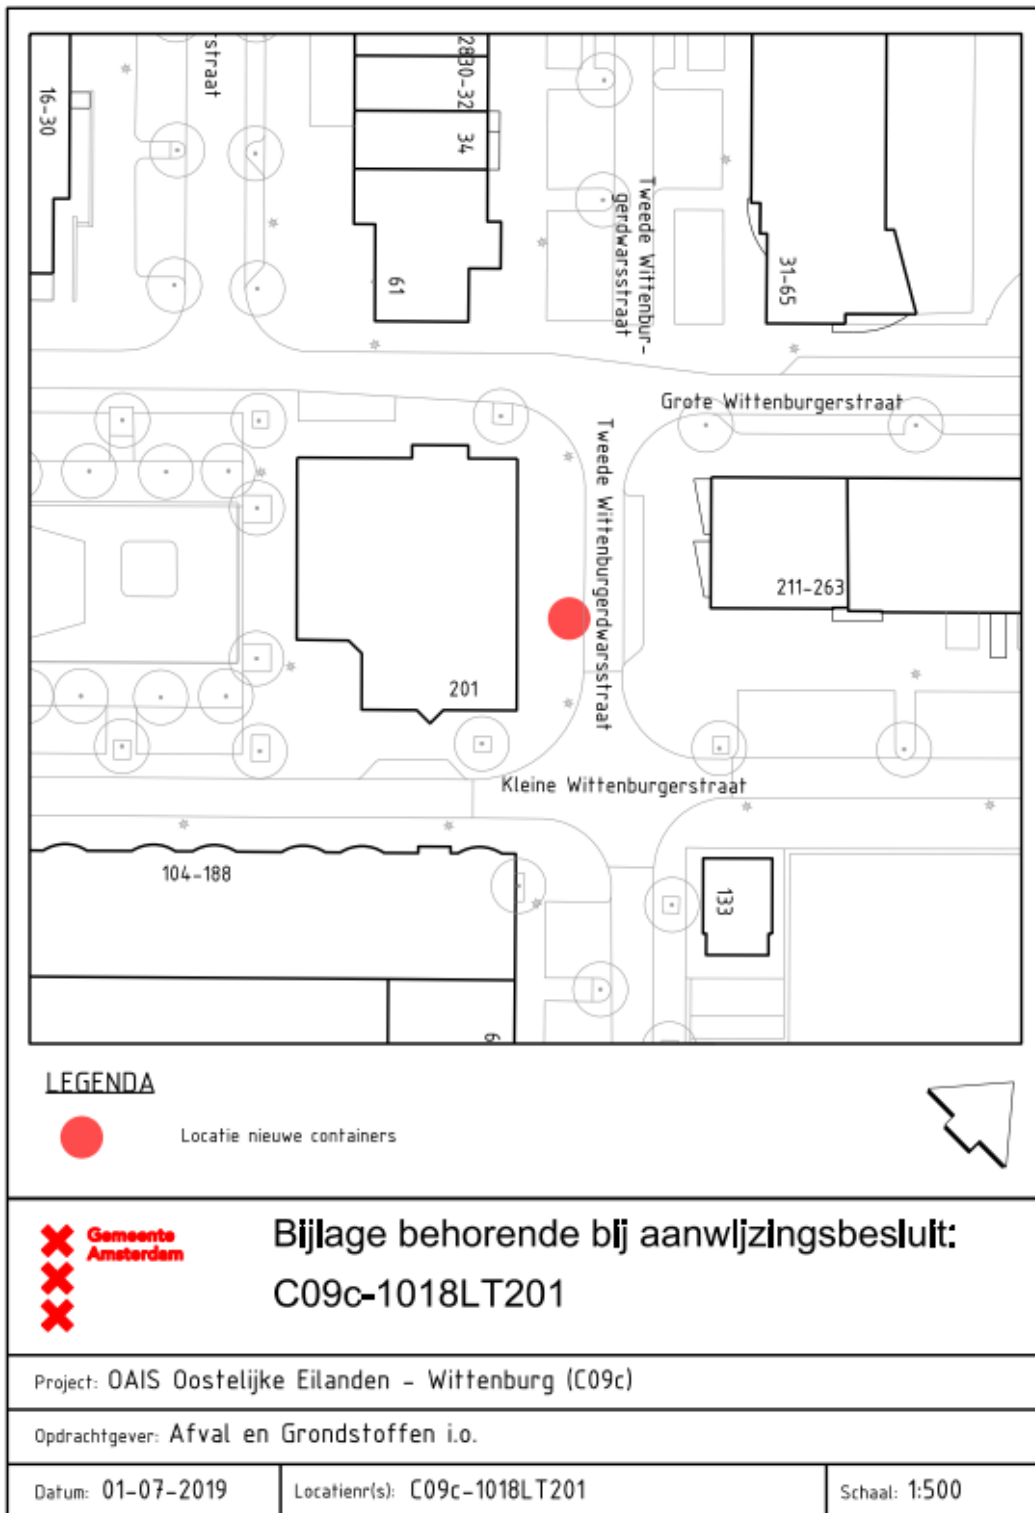 straat
16-30
2830-32
34
61
Tweede Wittenbur-
gerdwarsstraat
31-65
Grote Wittenburgerstraat
Tweede Wittenburgerdwarsstraat
211-263
201
Kleine Wittenburgerstraat
104-188
133
6
LEGENDA
Locatie nieuwe containers
Gemeente
Amsterdam
Bijlage behorende bij aanwijzingsbesluit:
C09c-1018LT201
Project: OAIS Oostelijke Eilanden - Wittenburg (C09c)
Opdrachtgever: Afval en Grondstoffen i.o.
Datum: 01-07-2019
Locatienr(s): C09c-1018LT201
Schaal: 1:500